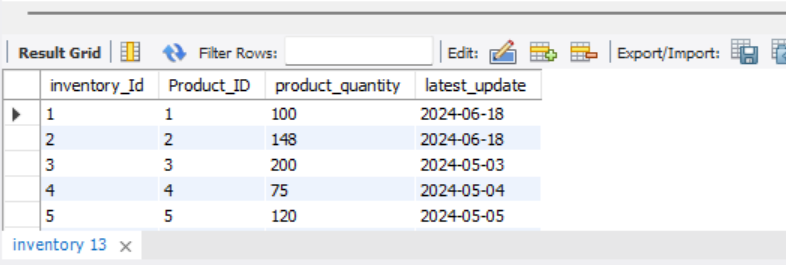 Result Grid Filter Rows: Edit: Export/Import:
inventory_Id Product_ID product_quantity latest_update
1 1 100 2024-06-18
2 2 148 2024-06-18
3 3 200 2024-05-03
4 4 75 2024-05-04
5 5 120 2024-05-05
inventory 13